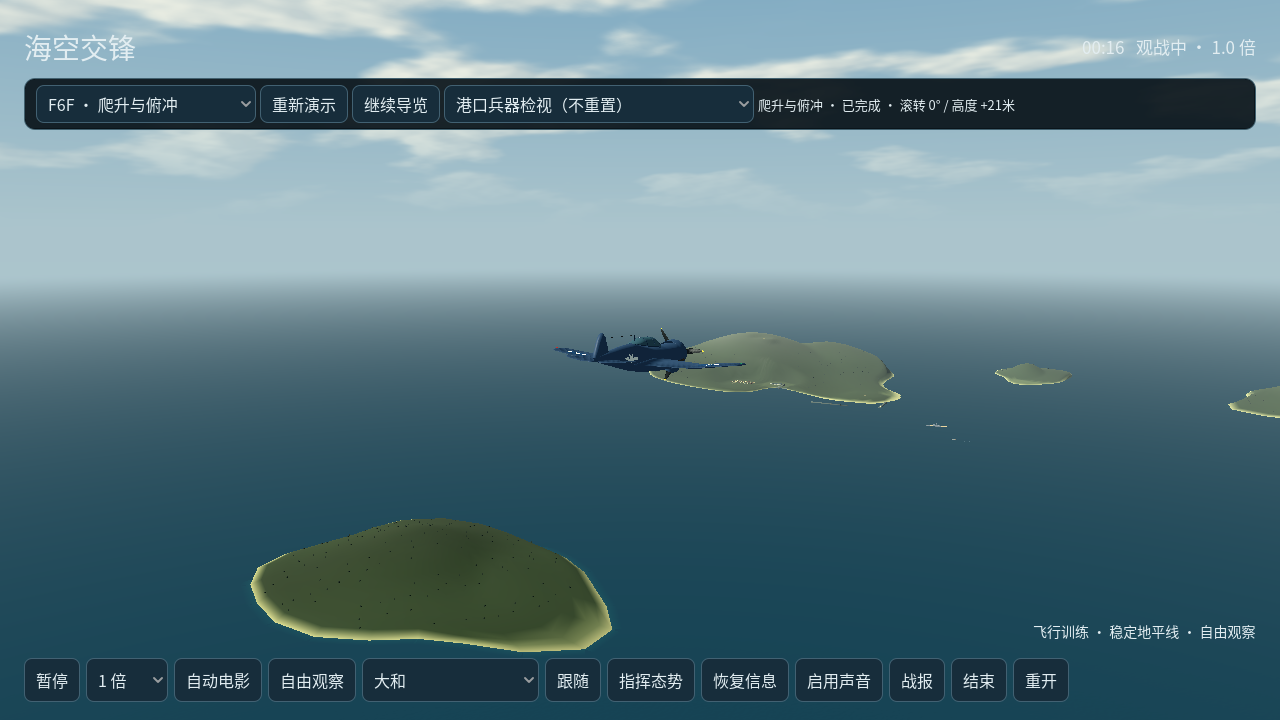 海空交锋
00:16 观战中 · 1.0 倍
F6F · 爬升与俯冲 重新演示 继续导览 港口兵器检视（不重置） 爬升与俯冲 · 已完成 · 滚转 0° / 高度 +21米
飞行训练 · 稳定地平线 · 自由观察
暂停 1 倍 自动电影 自由观察 大和 跟随 指挥态势 恢复信息 启用声音 战报 结束 重开